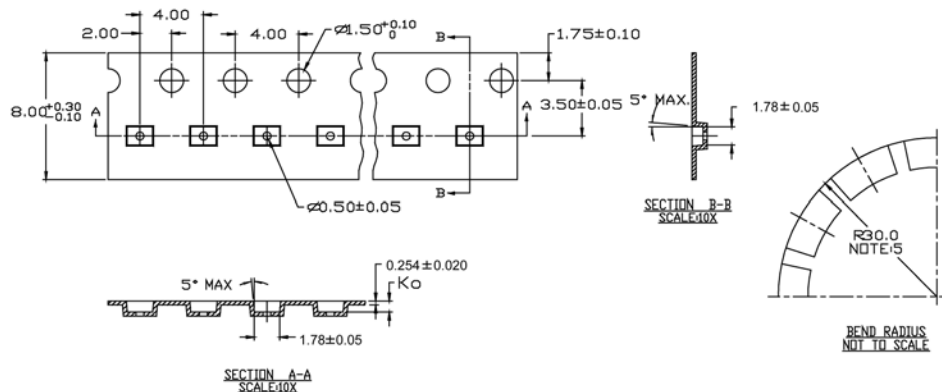 4.00
2.00
4.00
Ø1.50 +0.10 0
B
1.75±0.10
8.00 +0.30 -0.10
A
A
3.50±0.05
B
Ø0.50±0.05
5° MAX.
1.78±0.05
SECTION B-B
SCALE:10X
R30.0
NOTE:5
BEND RADIUS
NOT TO SCALE
5° MAX
0.254±0.020
Ko
1.78±0.05
SECTION A-A
SCALE:10X